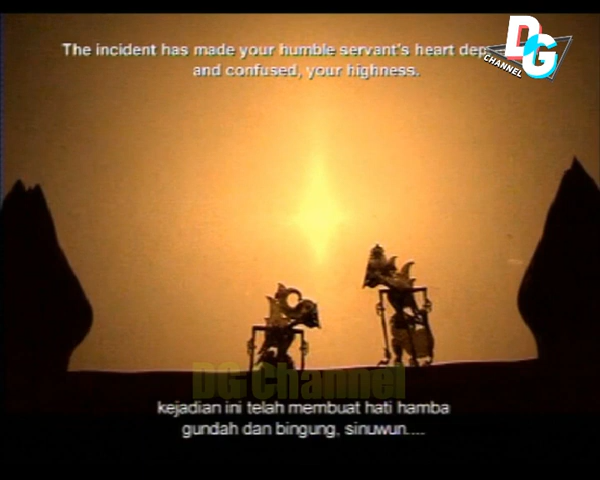 The incident has made your humble servant's heart
and confused, your highness.
DG
CHANNEL
DG Channel
kejadian ini telah membuat hati hamba
gundah dan bingung, sinuwun....